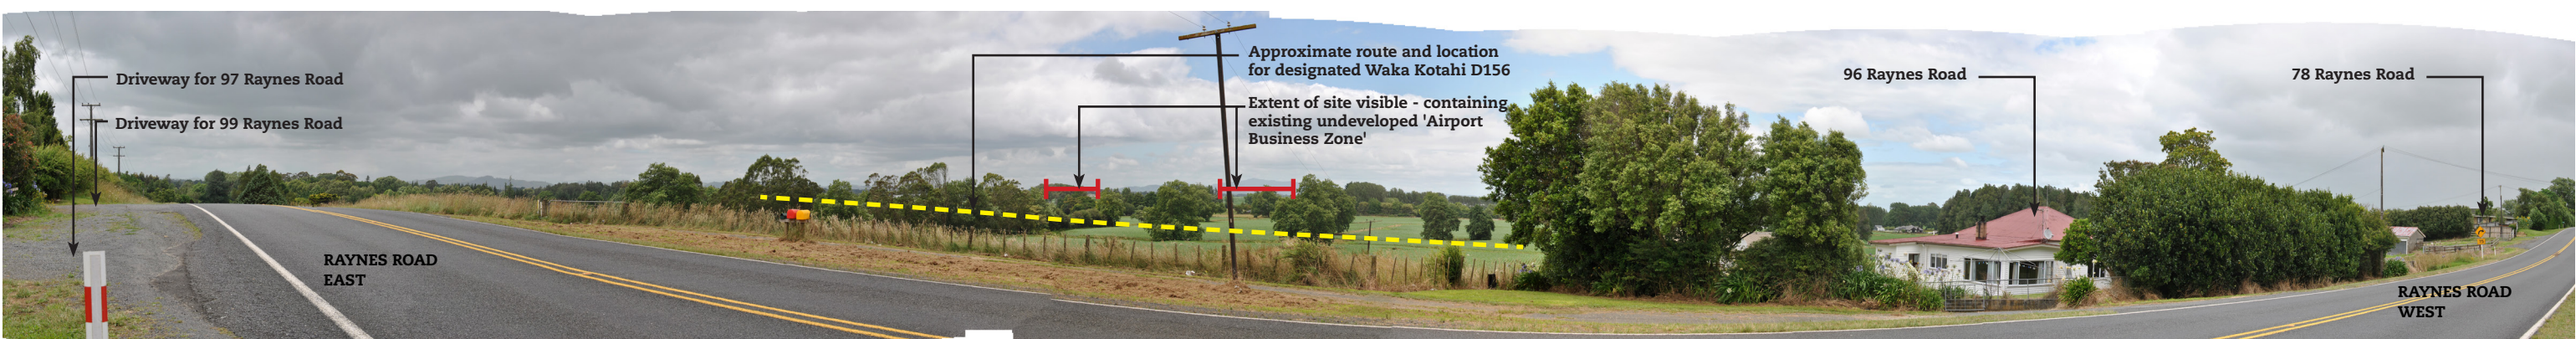 Driveway for 97 Raynes Road
Driveway for 99 Raynes Road
RAYNES ROAD
EAST
Approximate route and location
for designated Waka Kotahi D156
Extent of site visible - containing
existing undeveloped 'Airport
Business Zone'
96 Raynes Road
78 Raynes Road
RAYNES ROAD
WEST